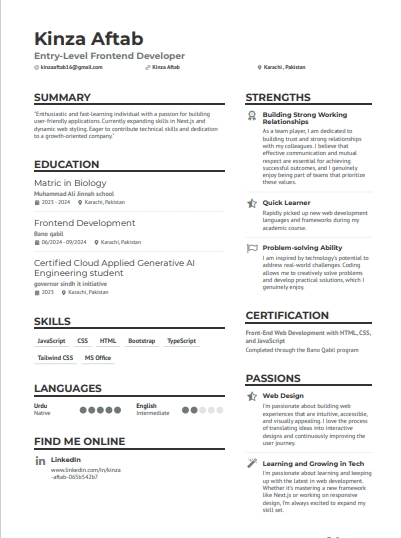 Kinza Aftab
Entry-Level Frontend Developer
kinzaaftab16@gmail.com
Kinza Aftab
Karachi , Pakistan
SUMMARY
"Enthusiastic and fast-learning individual with a passion for building
user-friendly applications. Currently expanding skills in Next.js and
dynamic web styling. Eager to contribute technical skills and dedication
to a growth-oriented company."
EDUCATION
Matric in Biology
Muhammad Ali Jinnah school
2023 - 2024 Karachi, Pakistan
Frontend Development
Bano qabil
06/2024 - 09/2024 Karachi, Pakistan
Certified Cloud Applied Generative AI
Engineering student
governor sindh it initiative
2023 Karachi, Pakistan
SKILLS
JavaScript CSS HTML Bootstrap TypeScript
Tailwind CSS MS Office
LANGUAGES
Urdu
Native
English
Intermediate
FIND ME ONLINE
LinkedIn
www.linkedin.com/in/kinza
-aftab-065b542b7
STRENGTHS
Building Strong Working
Relationships
As a team player, I am dedicated to
building trust and strong relationships
with my colleagues. I believe that
effective communication and mutual
respect are essential for achieving
successful outcomes, and I genuinely
enjoy being part of teams that prioritize
these values.
Quick Learner
Rapidly picked up new web development
languages and frameworks during my
academic course.
Problem-solving Ability
I am inspired by technology's potential to
address real-world challenges. Coding
allows me to creatively solve problems
and develop practical solutions, which I
genuinely enjoy.
CERTIFICATION
Front-End Web Development with HTML, CSS,
and JavaScript
Completed through the Bano Qabil program
PASSIONS
Web Design
I'm passionate about building web
experiences that are intuitive, accessible,
and visually appealing. I love the process
of translating ideas into interactive
designs and continuously improving the
user journey.
Learning and Growing in Tech
I'm passionate about learning and keeping
up with the latest in web development.
Whether it's mastering a new framework
like Next.js or working on responsive
design, I'm always excited to expand my
skill set.